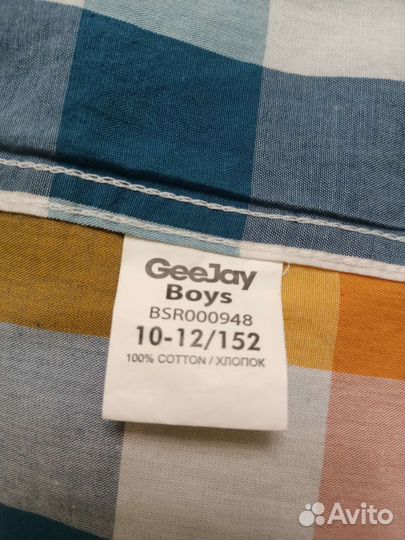 GeeJay
Boys
BSR000948
10-12/152
100% COTTON / ХЛОПОК
Avito